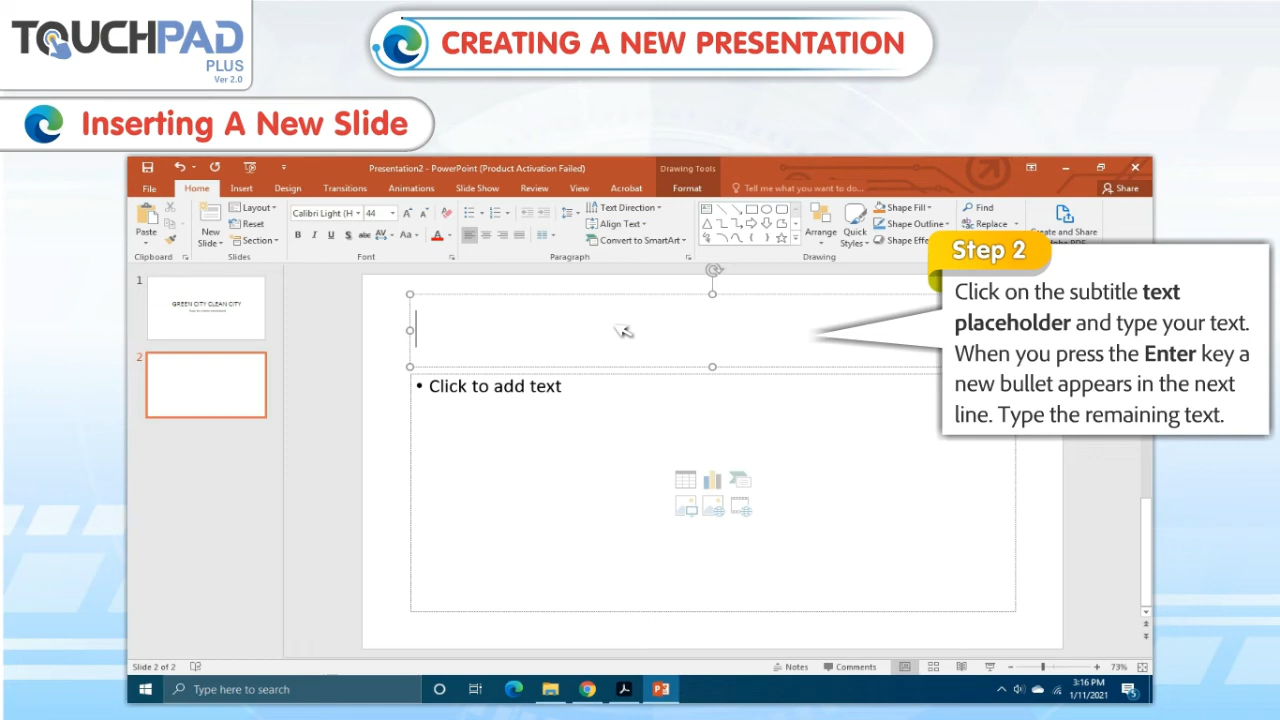 TOUCHPAD
PLUS
Ver 2.0
CREATING A NEW PRESENTATION
Inserting A New Slide
Presentation2 - PowerPoint (Product Activation Failed)
Drawing Tools
File Home Insert Design Transitions Animations Slide Show Review View Acrobat Format Tell me what you want to do... Share
Paste
Clipboard
New
Slide
Layout
Reset
Section
Slides
Calibri Light (H 44
Font
Text Direction
Align Text
Convert to SmartArt
Paragraph
Arrange
Quick
Styles
Shape Fill
Shape Outline
Shape Effe
Drawing
Find
Replace
Create and Share
Adobe PDF
Step 2
Click on the subtitle text
placeholder and type your text.
When you press the Enter key a
new bullet appears in the next
line. Type the remaining text.
1
GREEN CITY CLEAN CITY
2
• Click to add text
Slide 2 of 2
Notes
Comments
73%
Type here to search
3:16 PM
1/11/2021